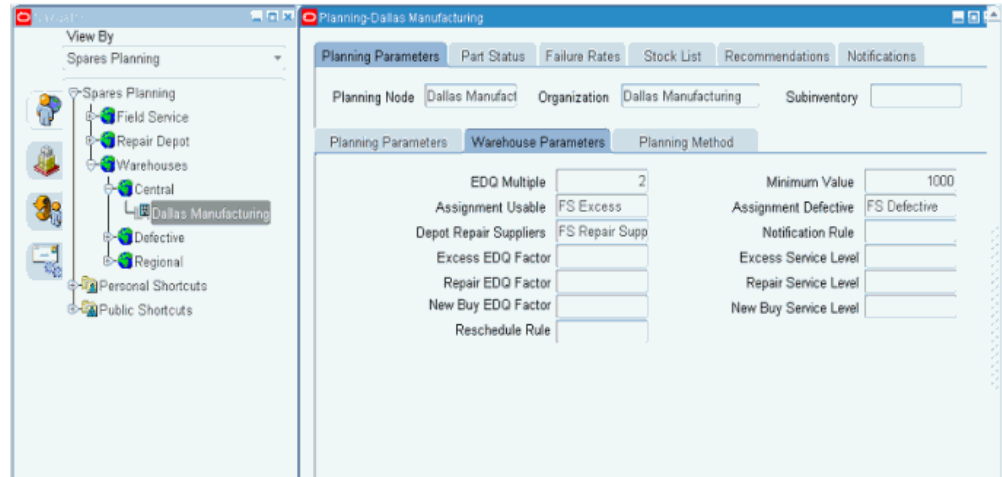 Navigator
Planning-Dallas Manufacturing
View By
Spares Planning
Spares Planning
Field Service
Repair Depot
Warehouses
Central
Dallas Manufacturing
Defective
Regional
Personal Shortcuts
Public Shortcuts
Planning Parameters Part Status Failure Rates Stock List Recommendations Notifications
Planning Node Dallas Manufact Organization Dallas Manufacturing Subinventory
Planning Parameters Warehouse Parameters Planning Method
EDQ Multiple 2 Minimum Value 1000
Assignment Usable FS Excess Assignment Defective FS Defective
Depot Repair Suppliers FS Repair Supp Notification Rule
Excess EDQ Factor Excess Service Level
Repair EDQ Factor Repair Service Level
New Buy EDQ Factor New Buy Service Level
Reschedule Rule